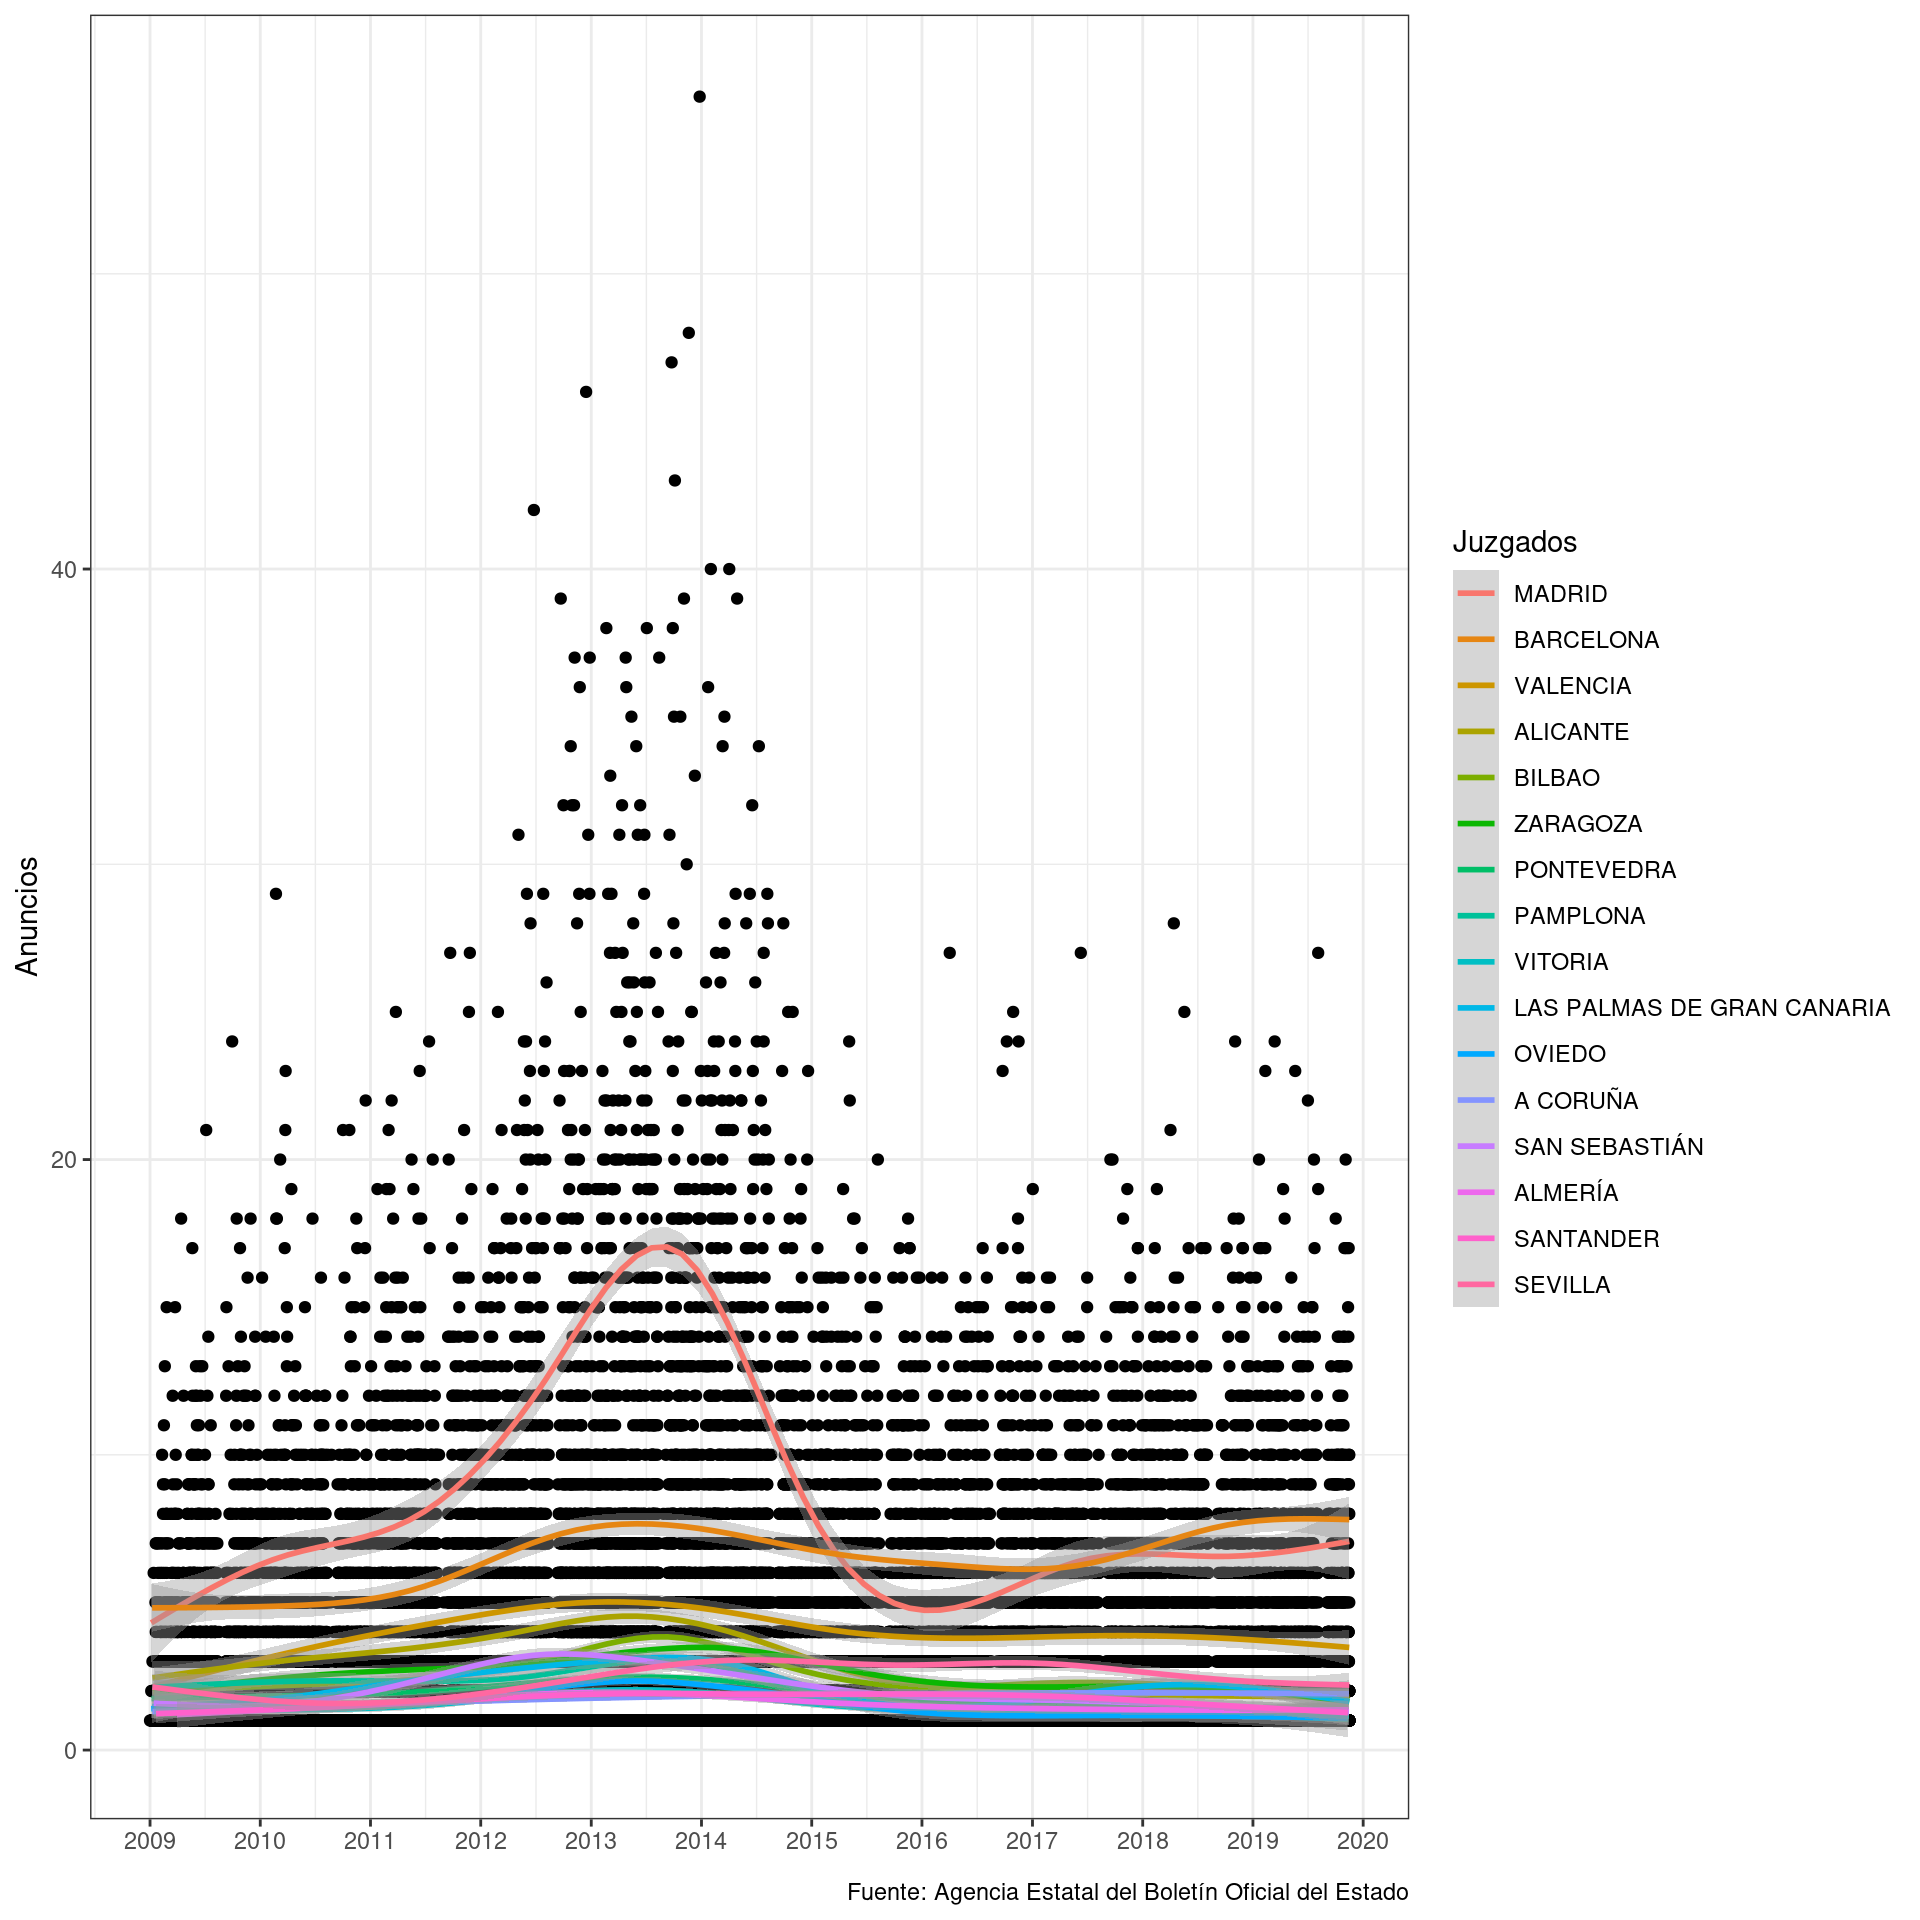 Anuncios
40
20
0
2009 2010 2011 2012 2013 2014 2015 2016 2017 2018 2019 2020
Fuente: Agencia Estatal del Boletín Oficial del Estado
Juzgados
MADRID
BARCELONA
VALENCIA
ALICANTE
BILBAO
ZARAGOZA
PONTEVEDRA
PAMPLONA
VITORIA
LAS PALMAS DE GRAN CANARIA
OVIEDO
A CORUÑA
SAN SEBASTIÁN
ALMERÍA
SANTANDER
SEVILLA